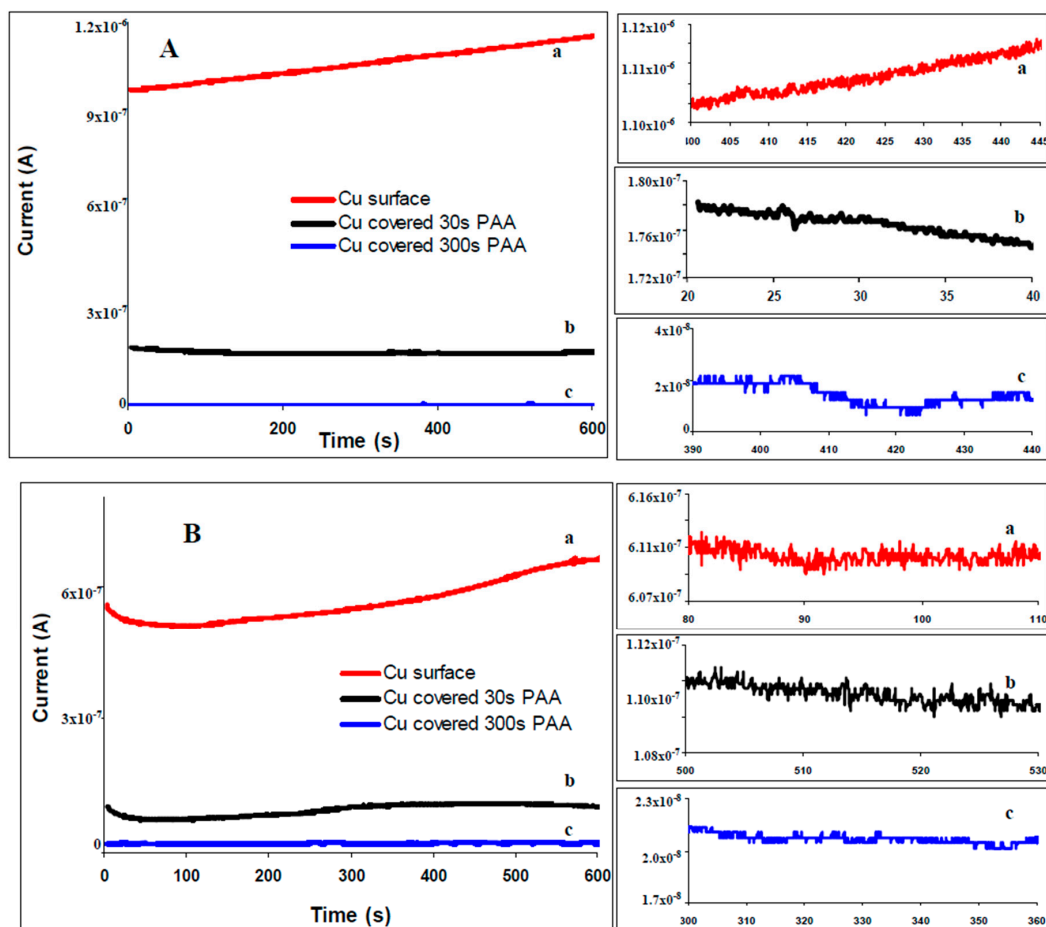 A
1.2x10⁻⁶
9x10⁻⁷
6x10⁻⁷
3x10⁻⁷
0
Current (A)
a
Cu surface
Cu covered 30s PAA
Cu covered 300s PAA
b
c
0 200 400 600
Time (s)
1.12x10⁻⁶
1.11x10⁻⁶
1.10x10⁻⁶
a
400 405 410 415 420 425 430 435 440 445
1.80x10⁻⁷
1.76x10⁻⁷
1.72x10⁻⁷
b
20 25 30 35 40
4x10⁻⁸
2x10⁻⁸
0
c
390 400 410 420 430 440
B
6x10⁻⁷
3x10⁻⁷
0
Current (A)
a
Cu surface
Cu covered 30s PAA
Cu covered 300s PAA
b
c
0 100 200 300 400 500 600
Time (s)
6.16x10⁻⁷
6.11x10⁻⁷
6.07x10⁻⁷
a
80 90 100 110
1.12x10⁻⁷
1.10x10⁻⁷
1.08x10⁻⁷
b
500 510 520 530
2.3x10⁻⁸
2.0x10⁻⁸
1.7x10⁻⁸
c
300 310 320 330 340 350 360